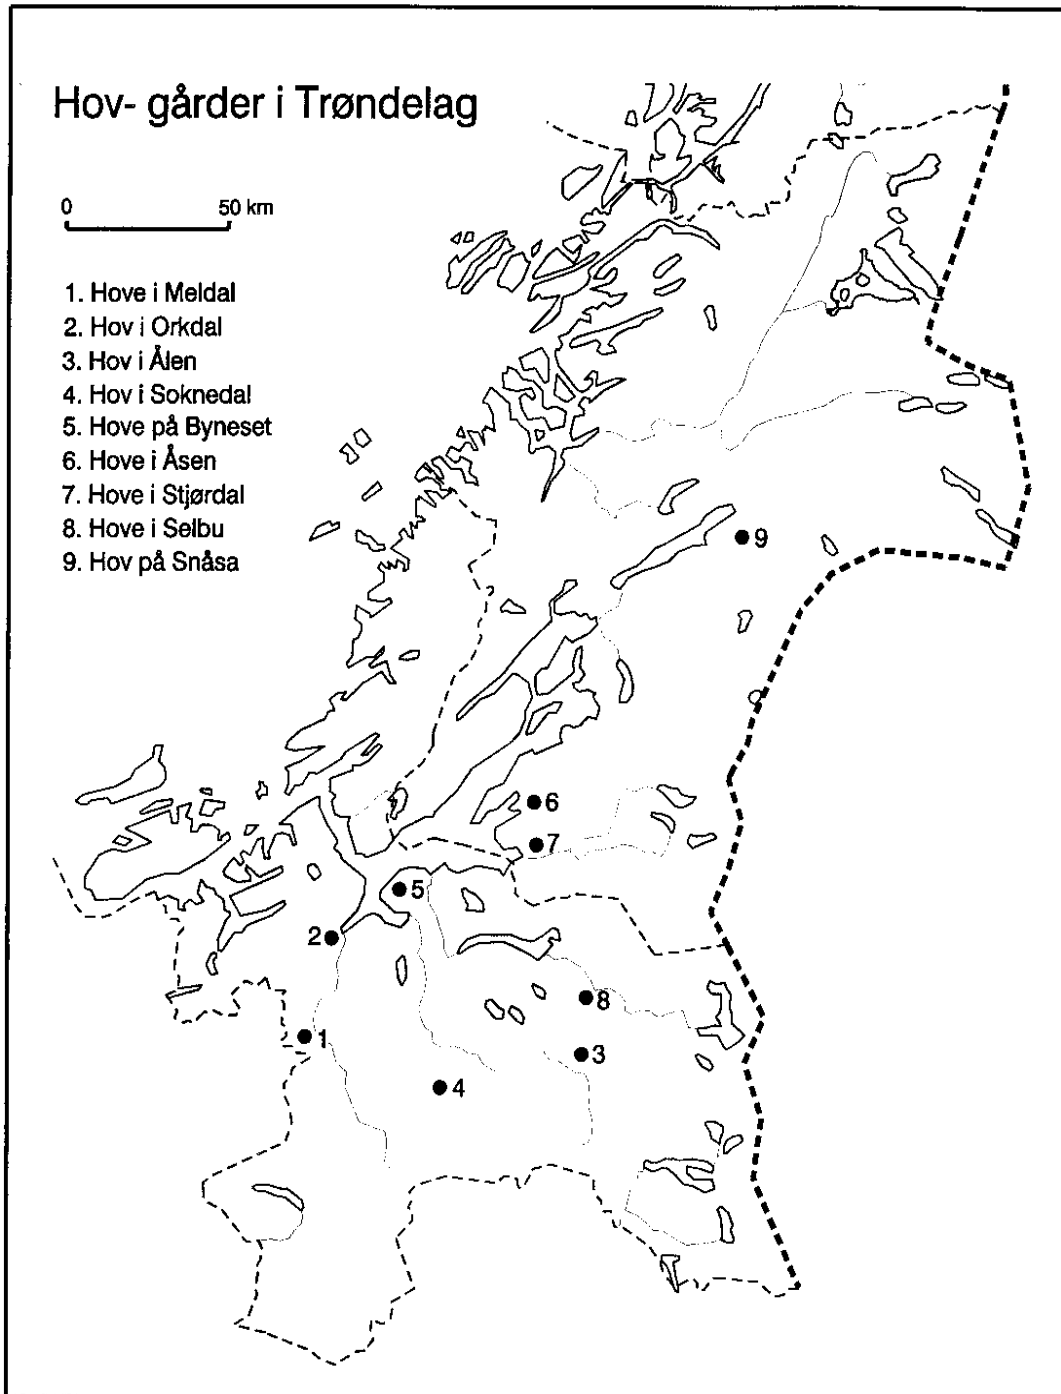 Hov- gårder i Trøndelag
0 50 km
1. Hove i Meldal
2. Hov i Orkdal
3. Hov i Ålen
4. Hov i Soknedal
5. Hove på Byneset
6. Hove i Åsen
7. Hove i Stjørdal
8. Hove i Selbu
9. Hov på Snåsa
9
6
7
5
2
8
1
3
4